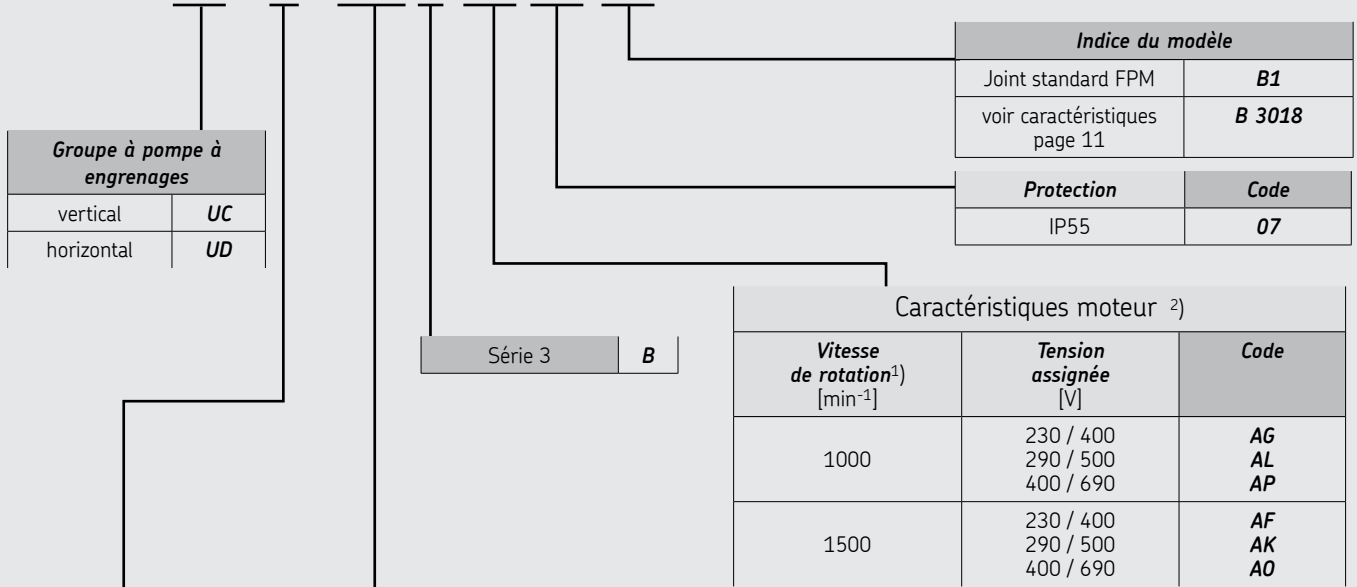 Indice du modèle
Joint standard FPM B1
voir caractéristiques B 3018
page 11
Groupe à pompe à
engrenages
vertical UC
horizontal UD
Protection Code
IP55 07
Caractéristiques moteur 2)
Série 3 B
Vitesse Tension Code
de rotation1) assignée
[min-1] [V]
230 / 400 AG
1000 290 / 500 AL
400 / 690 AP
230 / 400 AF
1500 290 / 500 AK
400 / 690 AO